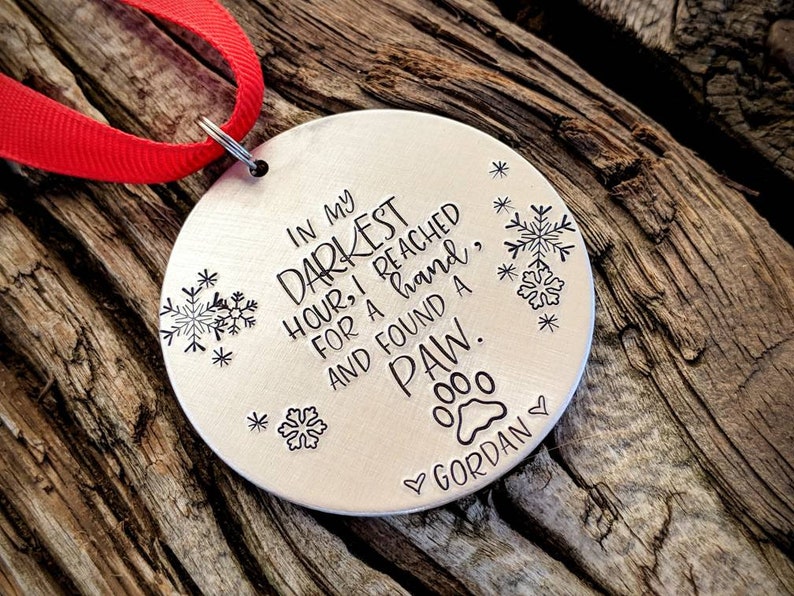 In my
DARKEST
HOUR, I REACHED
FOR A hand,
AND FOUND A
PAW.
GORDAN